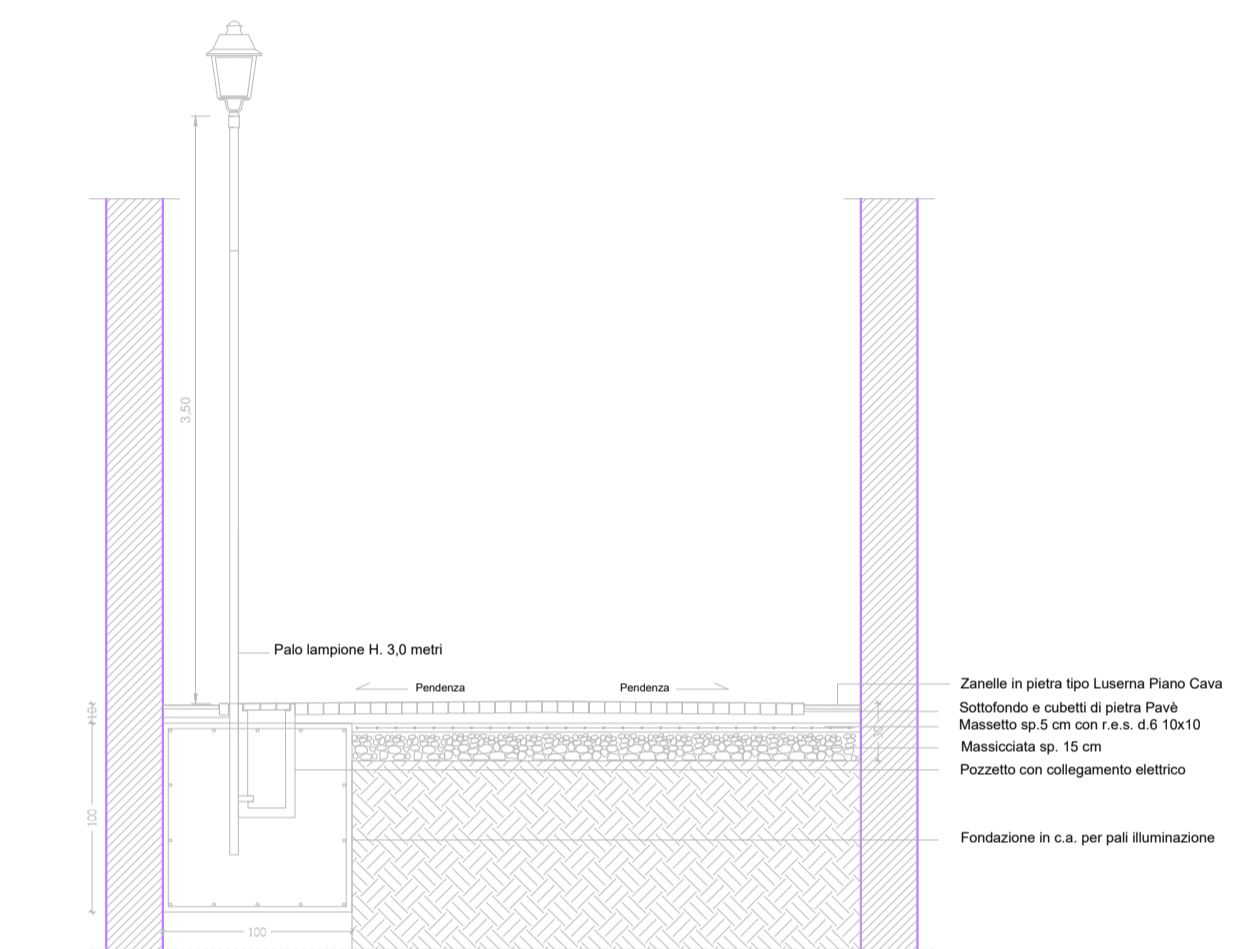 3.50
Palo lampione H. 3,0 metri
Pendenza
Pendenza
Zanelle in pietra tipo Luserna Piano Cava
Sottofondo e cubetti di pietra Pavè
Massetto sp.5 cm con r.e.s. d.6 10x10
Massicciata sp. 15 cm
Pozzetto con collegamento elettrico
Fondazione in c.a. per pali illuminazione
10
30
100
100